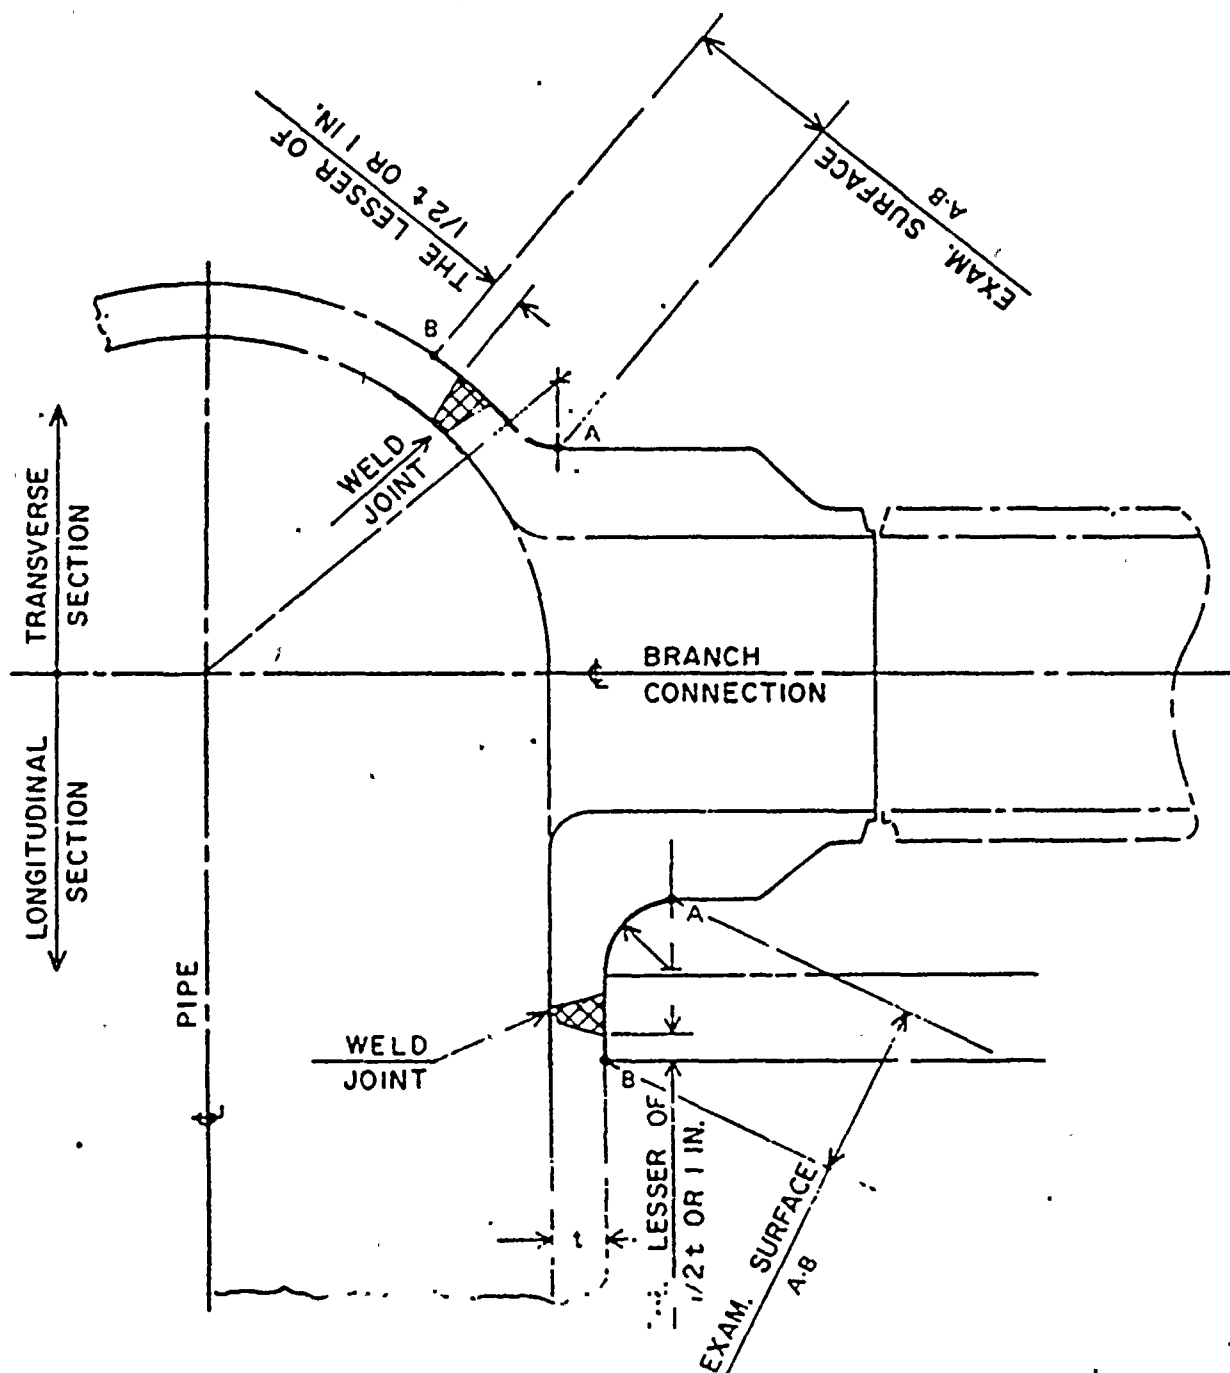 THE LESSER OF
1/2 t OR 1 IN.
EXAM. SURFACE
A-B
B
A
WELD
JOINT
TRANSVERSE
SECTION
LONGITUDINAL
SECTION
BRANCH
CONNECTION
℄
PIPE
℄
A
WELD
JOINT
B
t
LESSER OF
1/2 t OR 1 IN.
EXAM. SURFACE
A-B